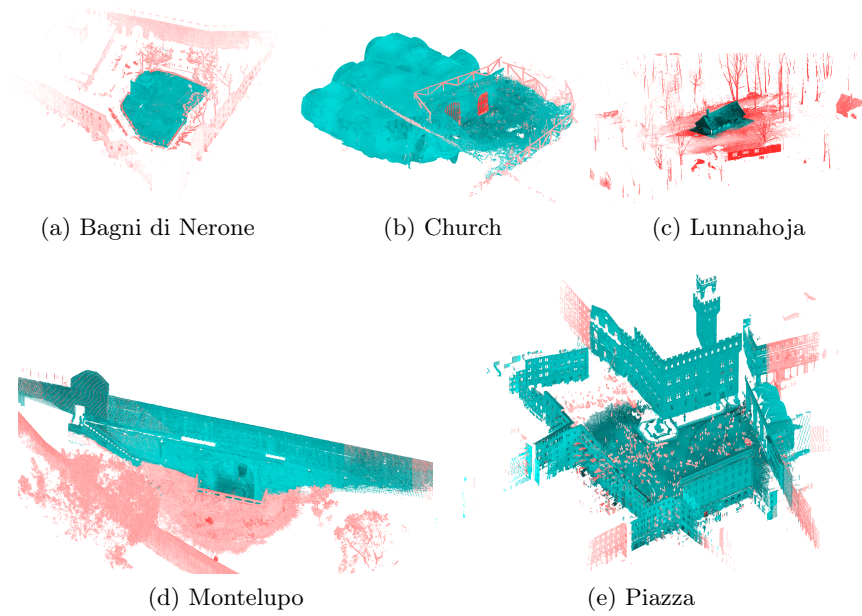 (a) Bagni di Nerone
(b) Church
(c) Lunnahoja
(d) Montelupo
(e) Piazza